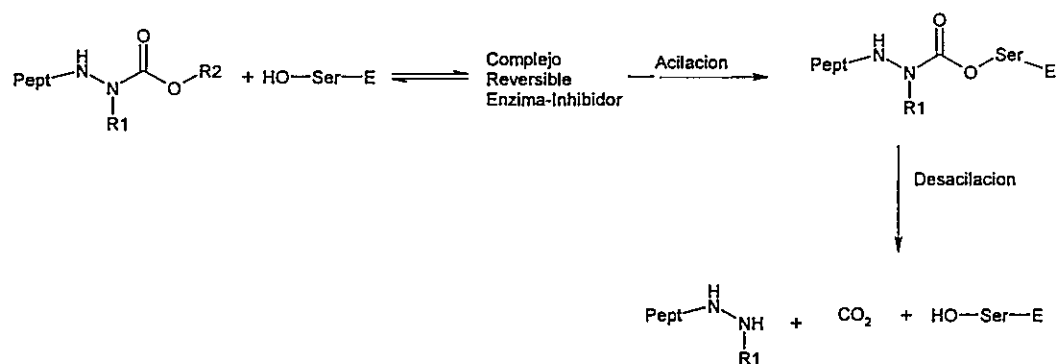 Pept H N N R1 O O R2 + HO-Ser-E
Complejo
Reversible
Enzima-Inhibidor
Acilacion
Pept H N N R1 O O Ser E
Desacilacion
Pept H N NH R1 + CO₂ + HO-Ser-E